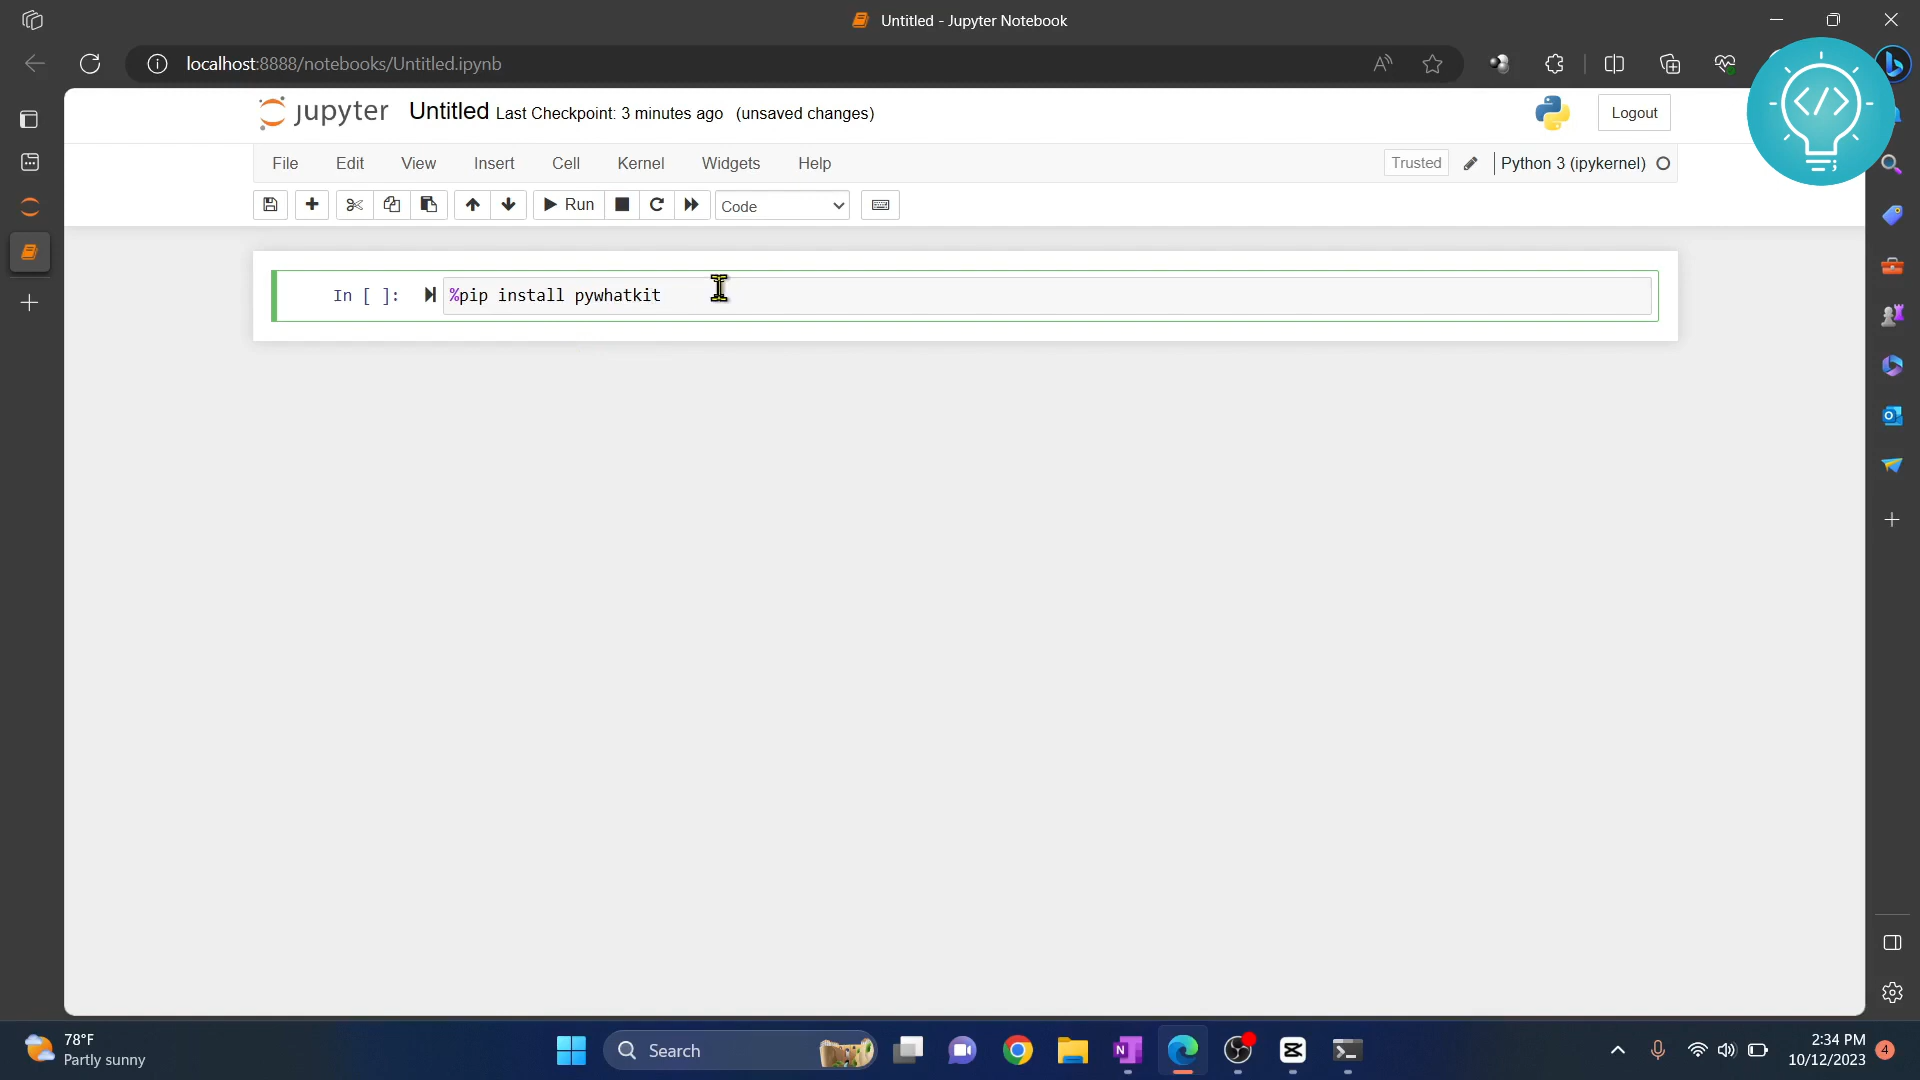 Untitled - Jupyter Notebook
localhost:8888/notebooks/Untitled.ipynb
jupyter Untitled Last Checkpoint: 3 minutes ago (unsaved changes)
Logout
File Edit View Insert Cell Kernel Widgets Help
Trusted Python 3 (ipykernel)
Run Code
In [ ]: %pip install pywhatkit
78°F
Partly sunny
Search
2:34 PM
10/12/2023
4